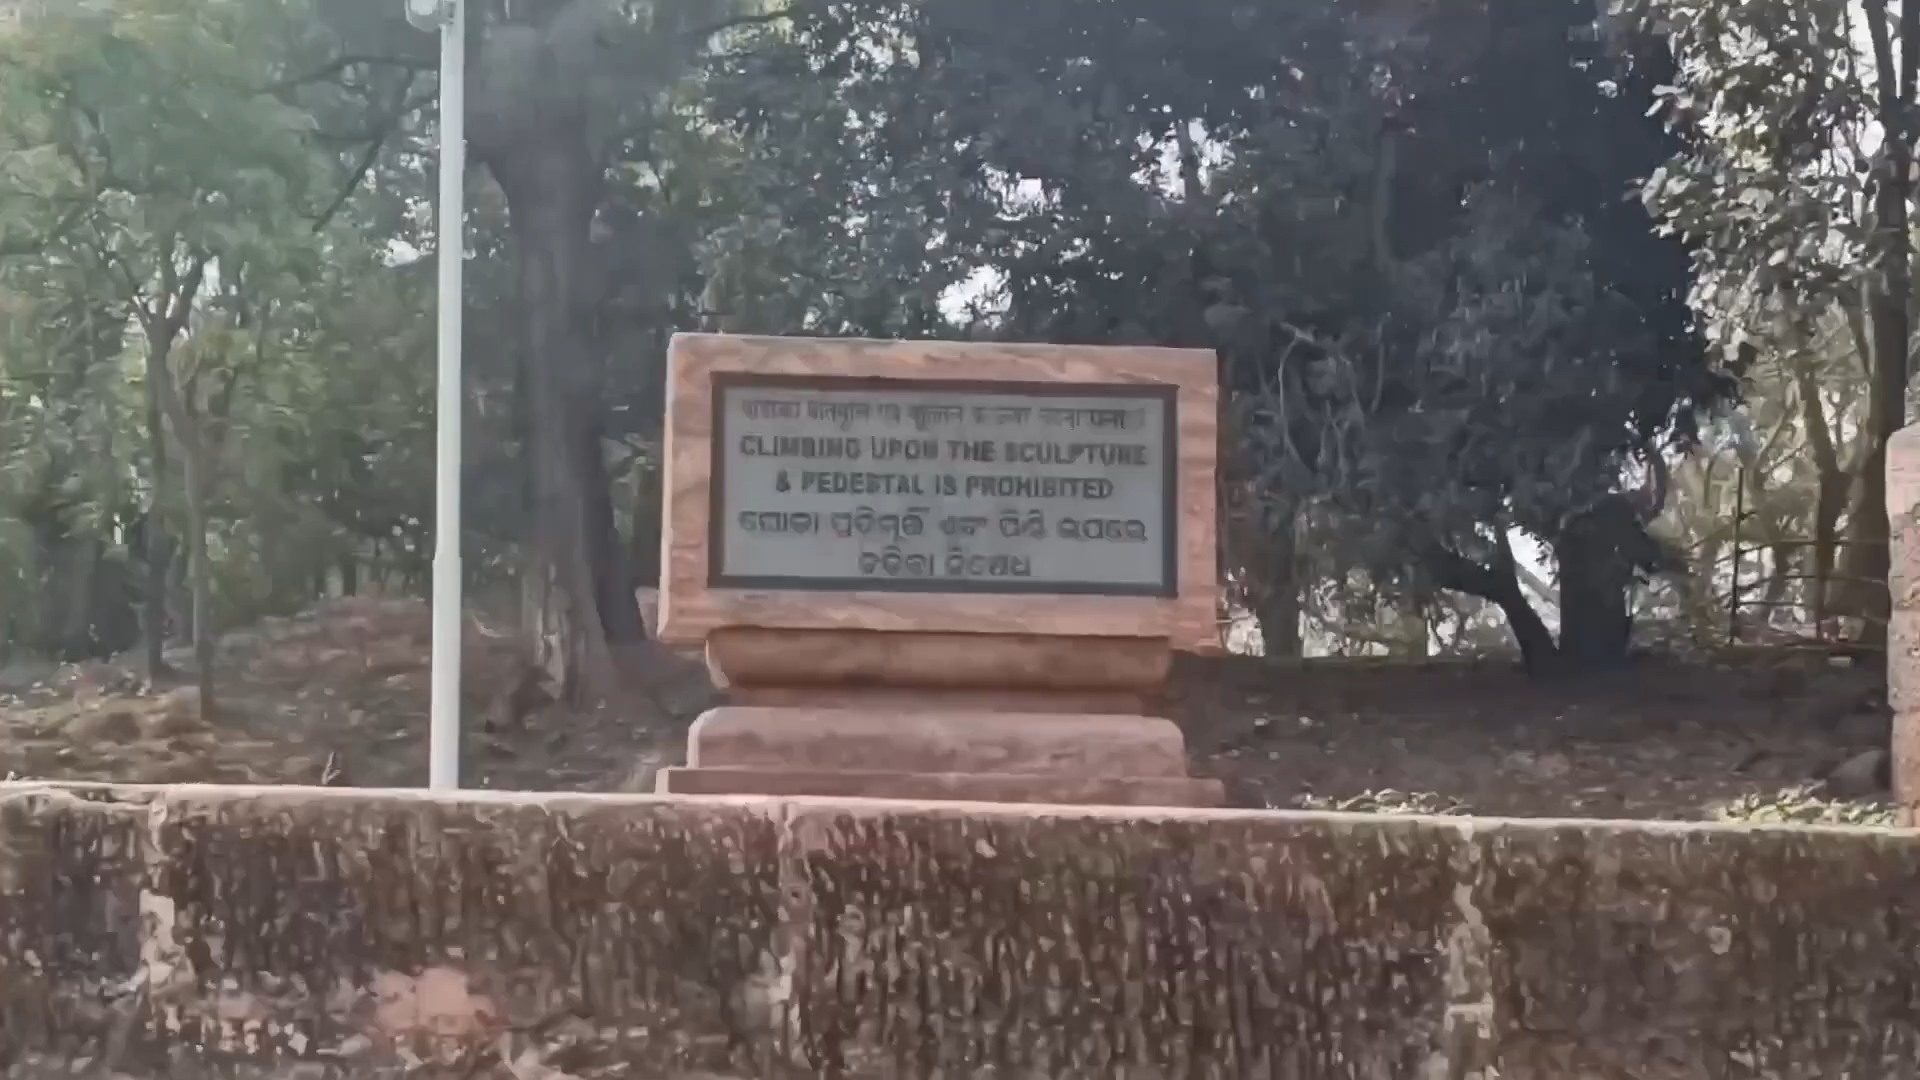 CLIMBING UPON THE SCULPTURE
& PEDESTAL IS PROHIBITED
ଘୋଡା ପ୍ରତିମୂର୍ତ୍ତି ଏବଂ ପିଣ୍ଡି ଉପରେ
ଚଢିବା ନିଷେଧ